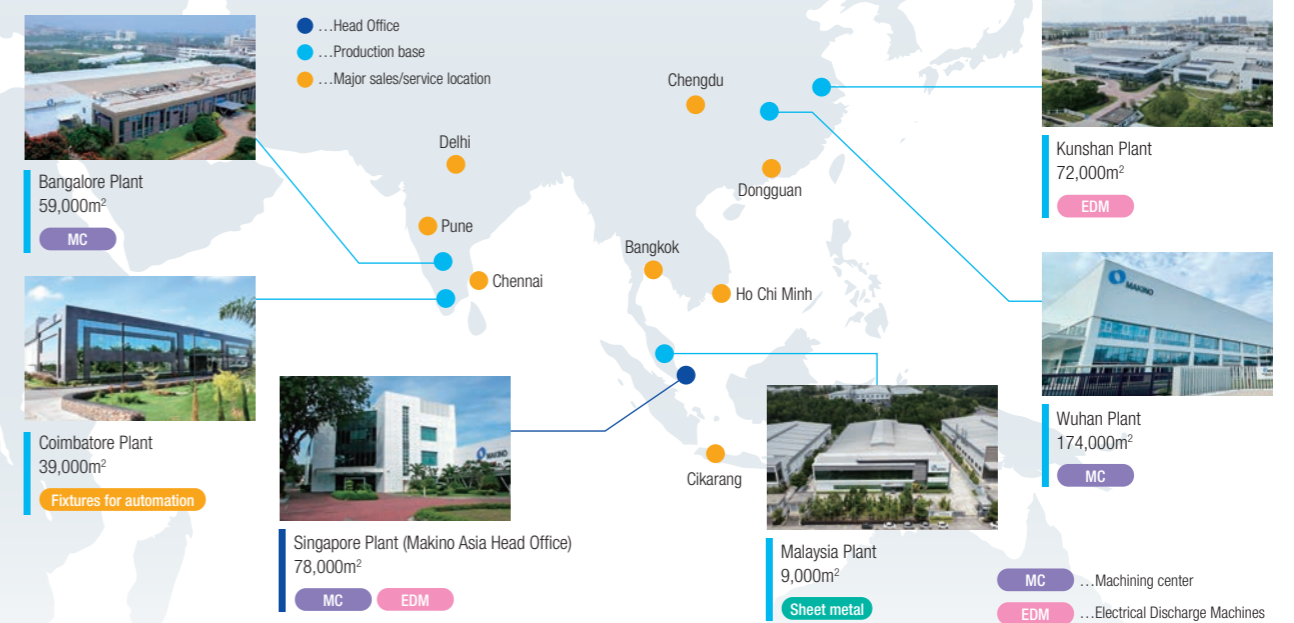 …Head Office
…Production base
…Major sales/service location
Chengdu
Delhi
Dongguan
Pune
Bangkok
Chennai
Ho Chi Minh
Cikarang
Bangalore Plant
59,000m²
MC
Coimbatore Plant
39,000m²
Fixtures for automation
MAKINO
Singapore Plant (Makino Asia Head Office)
78,000m²
MC EDM
Malaysia Plant
9,000m²
Sheet metal
Kunshan Plant
72,000m²
EDM
MAKINO
Wuhan Plant
174,000m²
MC
MC …Machining center
EDM …Electrical Discharge Machines